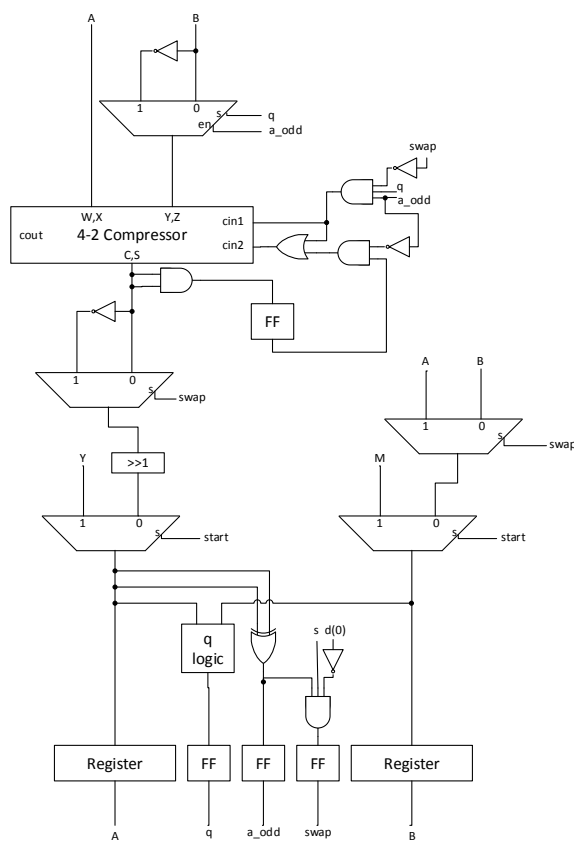 A
B
1
0
s
q
en
a_odd
swap
q
a_odd
W,X
Y,Z
cin1
cout
4-2 Compressor
cin2
C,S
FF
1
0
s
swap
A
B
1
0
s
swap
>>1
Y
M
1
0
s
start
1
0
s
start
q
logic
s d(0)
Register
FF
FF
FF
Register
A
q
a_odd
swap
B